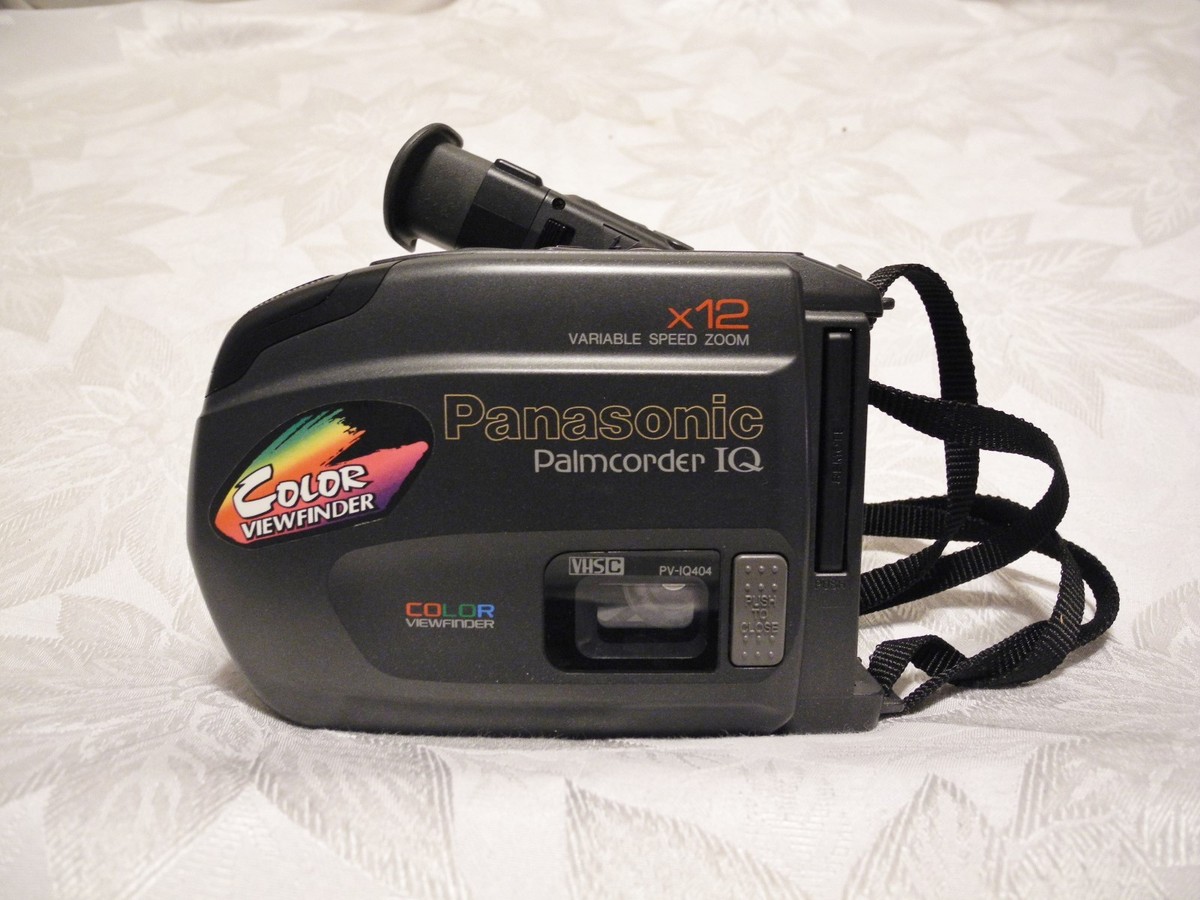 x12
VARIABLE SPEED ZOOM
Panasonic
Palmcorder IQ
COLOR
VIEWFINDER
VHS C
PV-IQ404
PUSH
TO
CLOSE
COLOR
VIEWFINDER